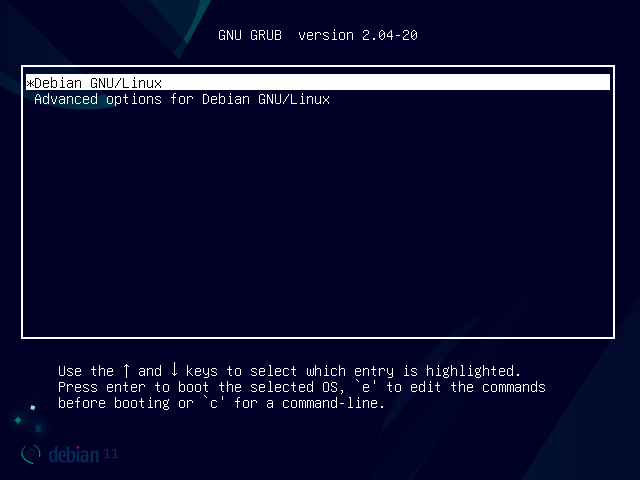 GNU GRUB  version 2.04-20
*Debian GNU/Linux
Advanced options for Debian GNU/Linux
Use the ↑ and ↓ keys to select which entry is highlighted.
Press enter to boot the selected OS, `e' to edit the commands
before booting or `c' for a command-line.
debian 11